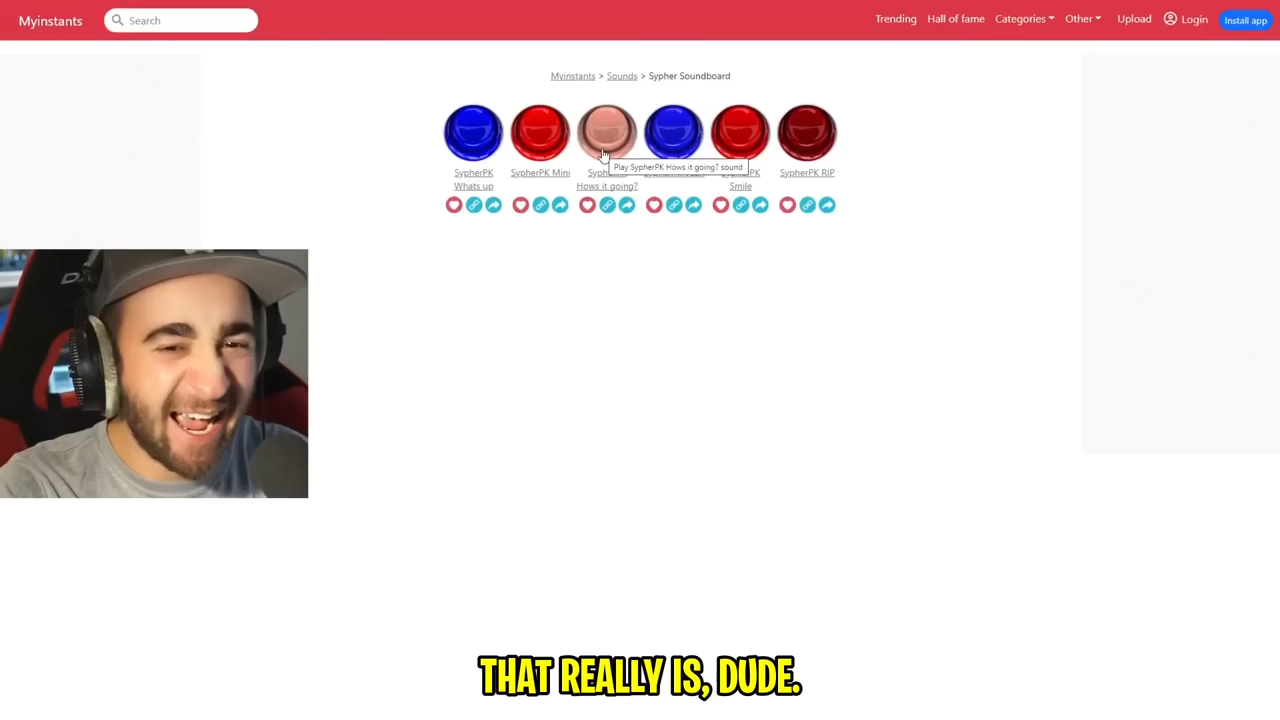 Myinstants
Search
Trending
Hall of fame
Categories
Other
Upload
Login
Install app
Myinstants > Sounds > Sypher Soundboard
SypherPK
Whats up
SypherPK Mini
Hows it going?
Play SypherPK Hows it going? sound
Smile
SypherPK RIP
THAT REALLY IS, DUDE.